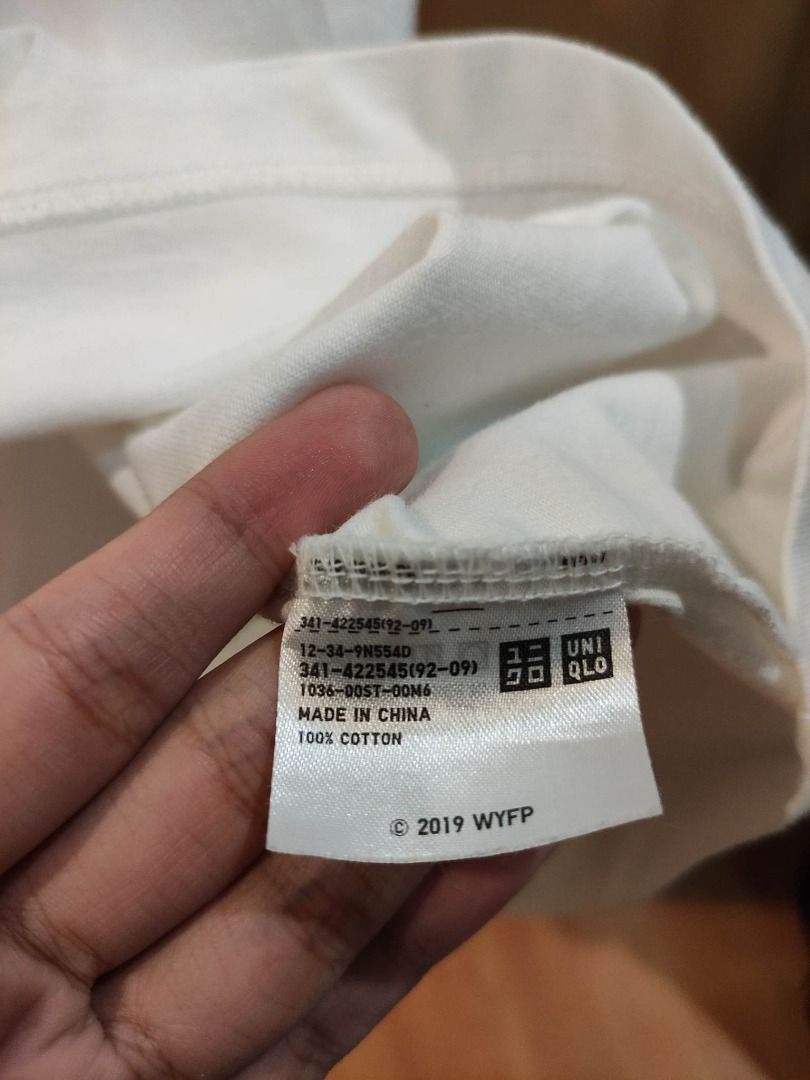 341-422545(92-09)
12-34-9N554D
341-422545(92-09)
1036-00ST-00M6
MADE IN CHINA
100% COTTON
ユニ
クロ
UNI
QLO
© 2019 WYFP